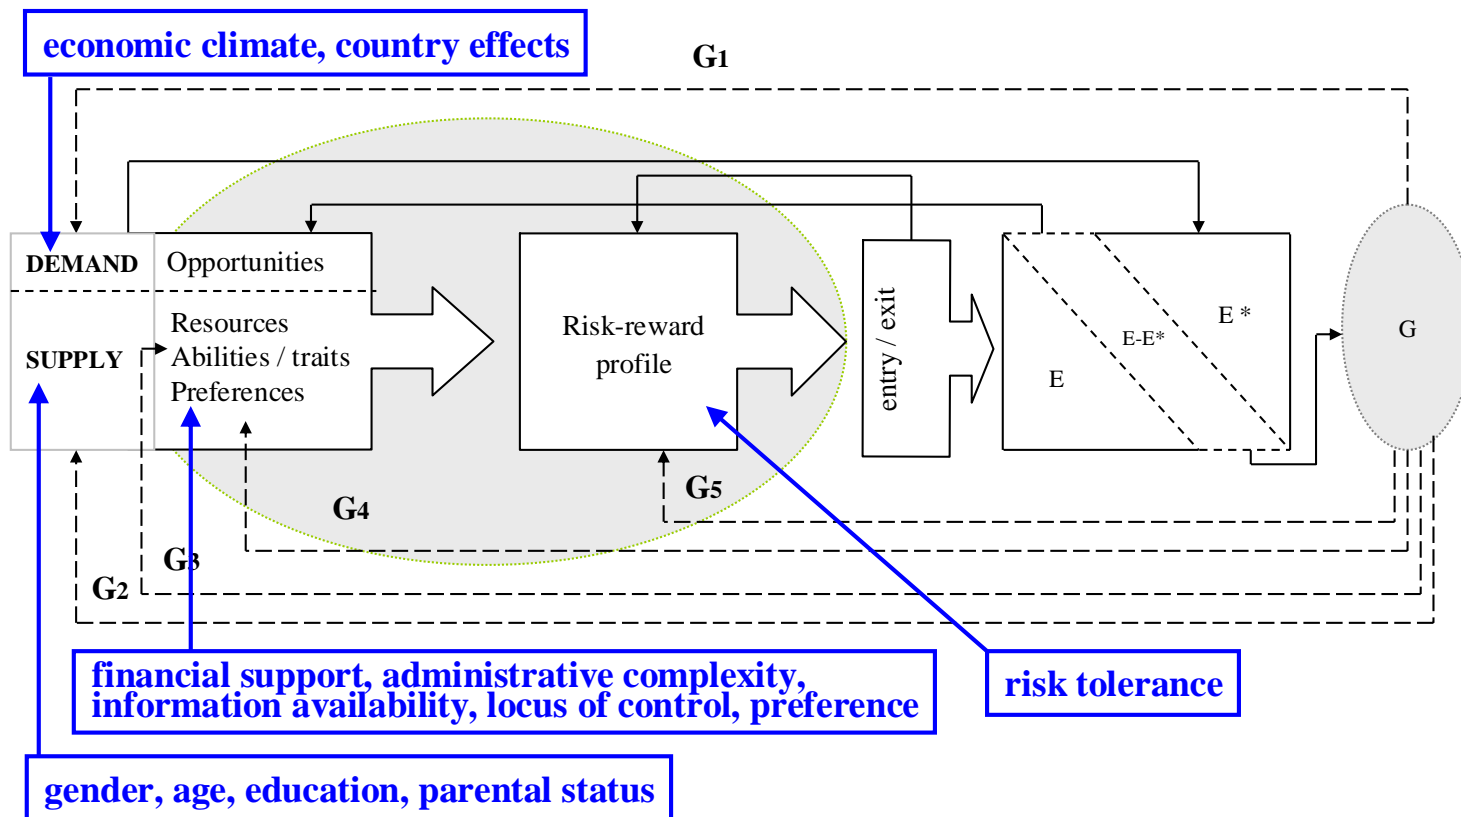 economic climate, country effects
G1
DEMAND
Opportunities
Resources
Abilities / traits
Preferences
SUPPLY
Risk-reward
profile
entry / exit
E
E-E*
E *
G
G5
G4
G3
G2
financial support, administrative complexity,
information availability, locus of control, preference
risk tolerance
gender, age, education, parental status